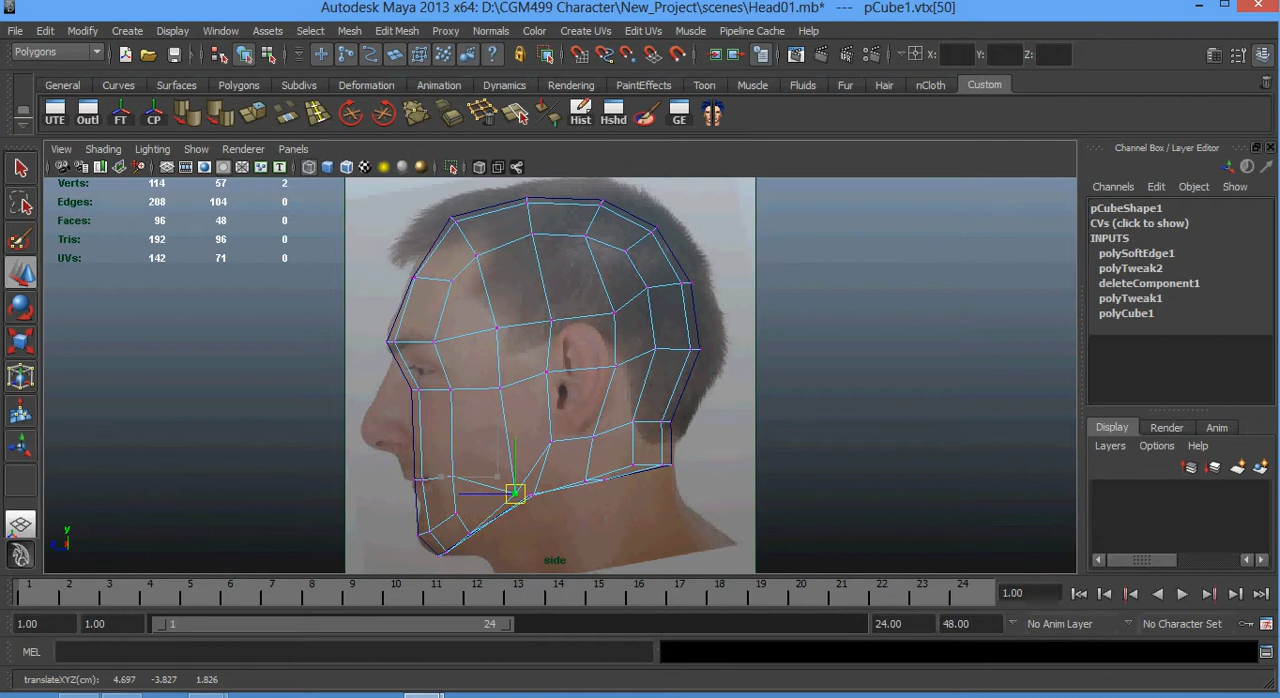 Autodesk Maya 2013 x64: D:\CGM499 Character\New_Project\scenes\Head01.mb* --- pCube1.vtx[50]
File Edit Modify Create Display Window Assets Select Mesh Edit Mesh Proxy Normals Color Create UVs Edit UVs Muscle Pipeline Cache Help
Polygons X: Y: Z:
General Curves Surfaces Polygons Subdivs Deformation Animation Dynamics Rendering PaintEffects Toon Muscle Fluids Fur Hair nCloth Custom
UTE Outl FT CP Hist Hshd GE
View Shading Lighting Show Renderer Panels
Channel Box / Layer Editor
Channels Edit Object Show
Verts: 114 57 2
Edges: 208 104 0
Faces: 96 48 0
Tris: 192 96 0
UVs: 142 71 0
pCubeShape1
CVs (click to show)
INPUTS
polySoftEdge1
polyTweak2
deleteComponent1
polyTweak1
polyCube1
Display Render Anim
Layers Options Help
y
side
1 2 3 4 5 6 7 8 9 10 11 12 13 14 15 16 17 18 19 20 21 22 23 24 1.00
1.00 1.00 1 24 24.00 48.00 No Anim Layer No Character Set
MEL
translateXYZ(cm): 4.697 -3.827 1.826